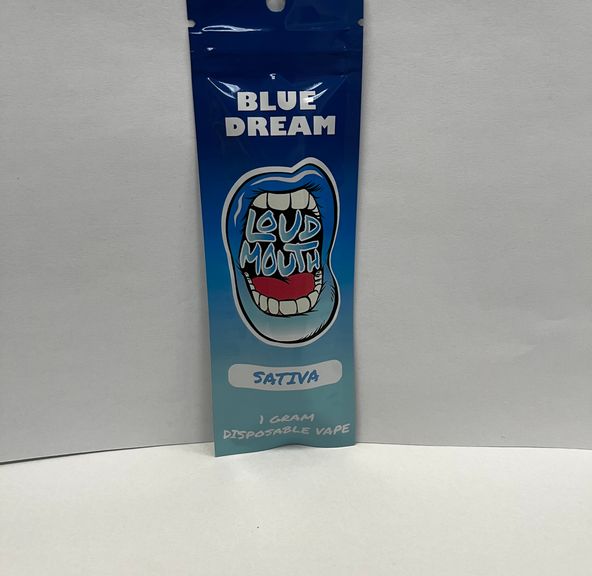 BLUE
DREAM
LOUD
MOUTH
SATIVA
1 GRAM
DISPOSABLE VAPE